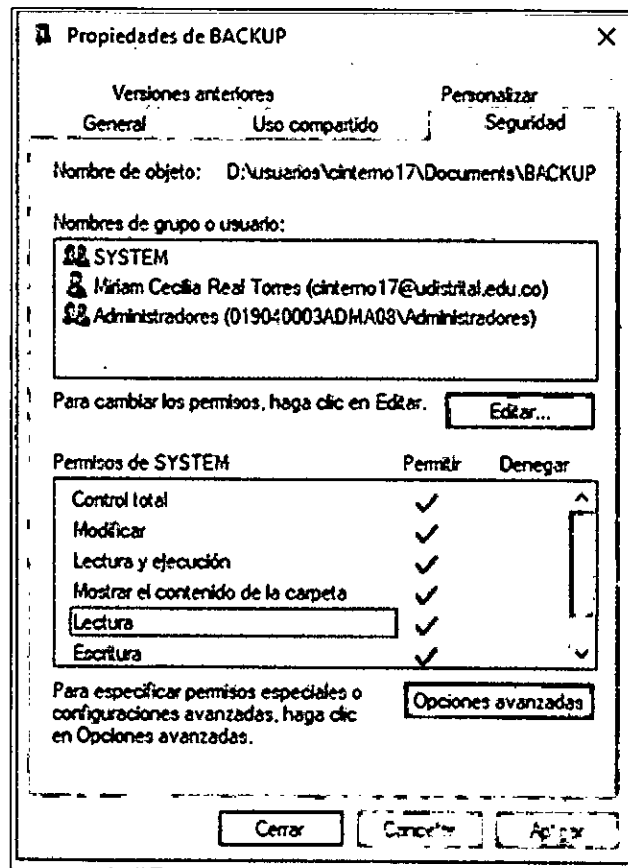 Propiedades de BACKUP
Versiones anteriores Personalizar
General Uso compartido Seguridad
Nombre de objeto: D:\usuarios\cinterno17\Documents\BACKUP
Nombres de grupo o usuario:
SYSTEM
Miriam Cecilia Real Torres (cinterno17@udistrital.edu.co)
Administradores (019040003ADMA08\Administradores)
Para cambiar los permisos, haga clic en Editar. Editar...
Permisos de SYSTEM Permitir Denegar
Control total
Modificar
Lectura y ejecución
Mostrar el contenido de la carpeta
Lectura
Escritura
Para especificar permisos especiales o
configuraciones avanzadas, haga clic
en Opciones avanzadas.
Opciones avanzadas
Cerrar Cancelar Aplicar